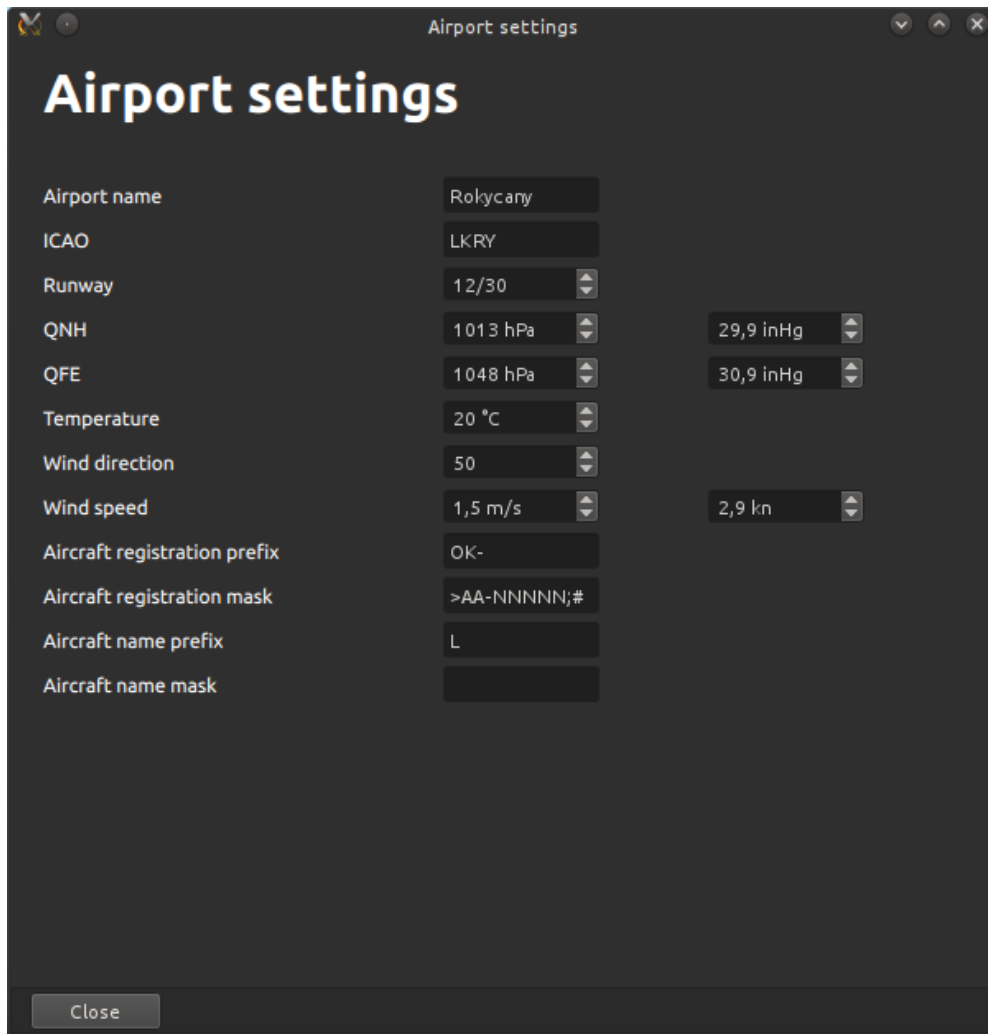 Airport settings
Airport settings
Airport name Rokycany
ICAO LKRY
Runway 12/30
QNH 1013 hPa 29,9 inHg
QFE 1048 hPa 30,9 inHg
Temperature 20 °C
Wind direction 50
Wind speed 1,5 m/s 2,9 kn
Aircraft registration prefix OK-
Aircraft registration mask >AA-NNNNN;#
Aircraft name prefix L
Aircraft name mask
Close